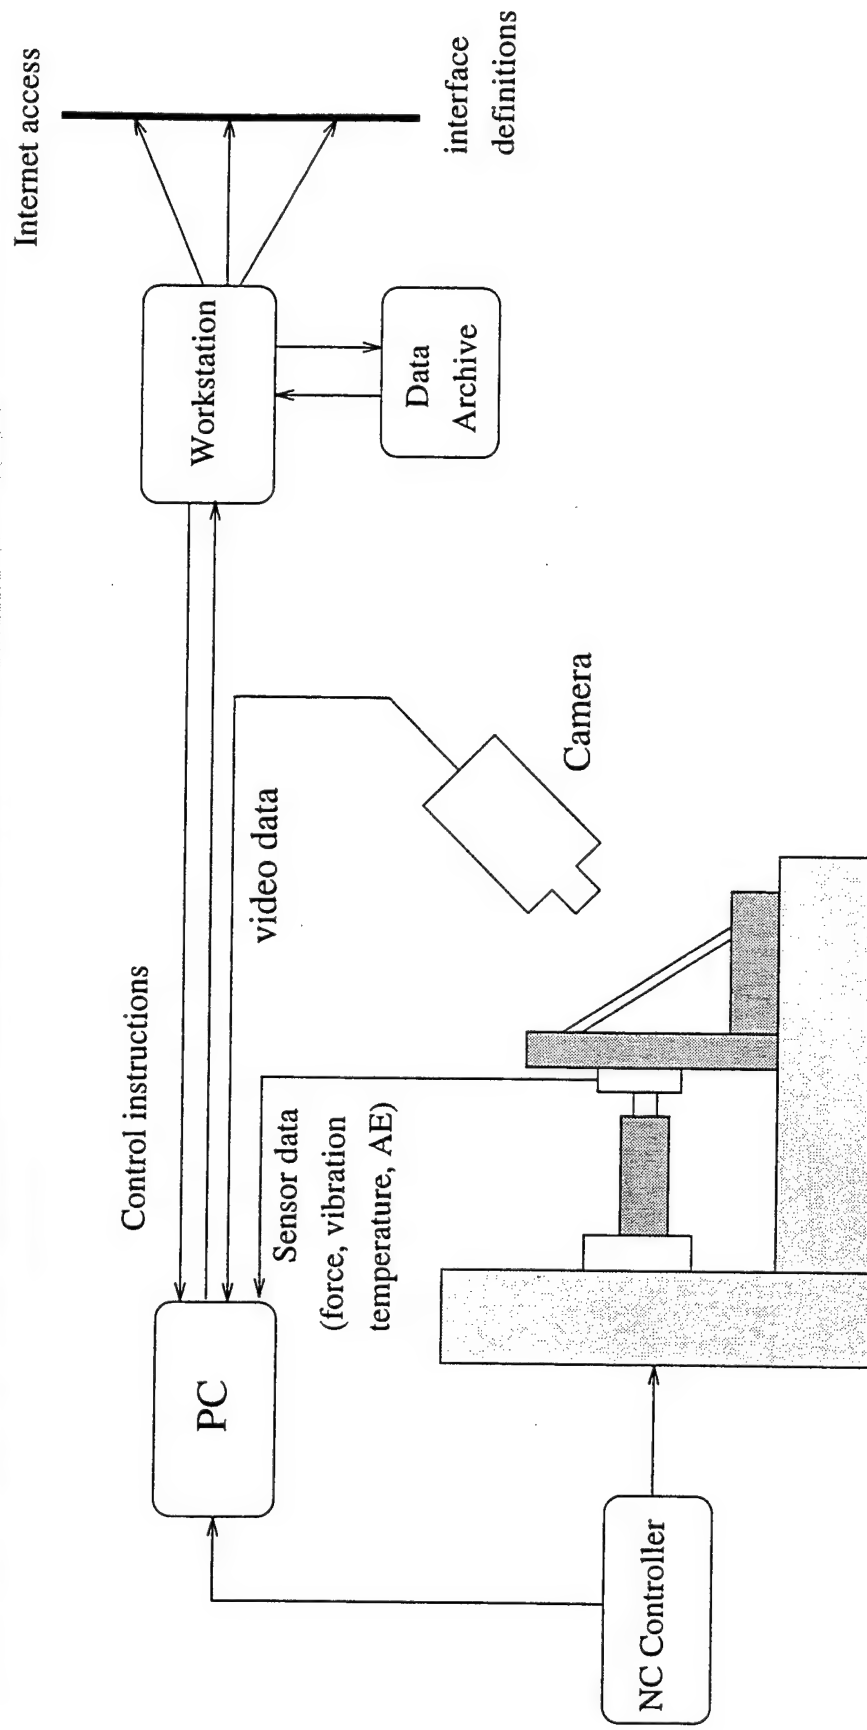 Internet access
interface
definitions
Workstation
Data
Archive
Control instructions
video data
Camera
Sensor data
(force, vibration
temperature, AE)
PC
NC Controller